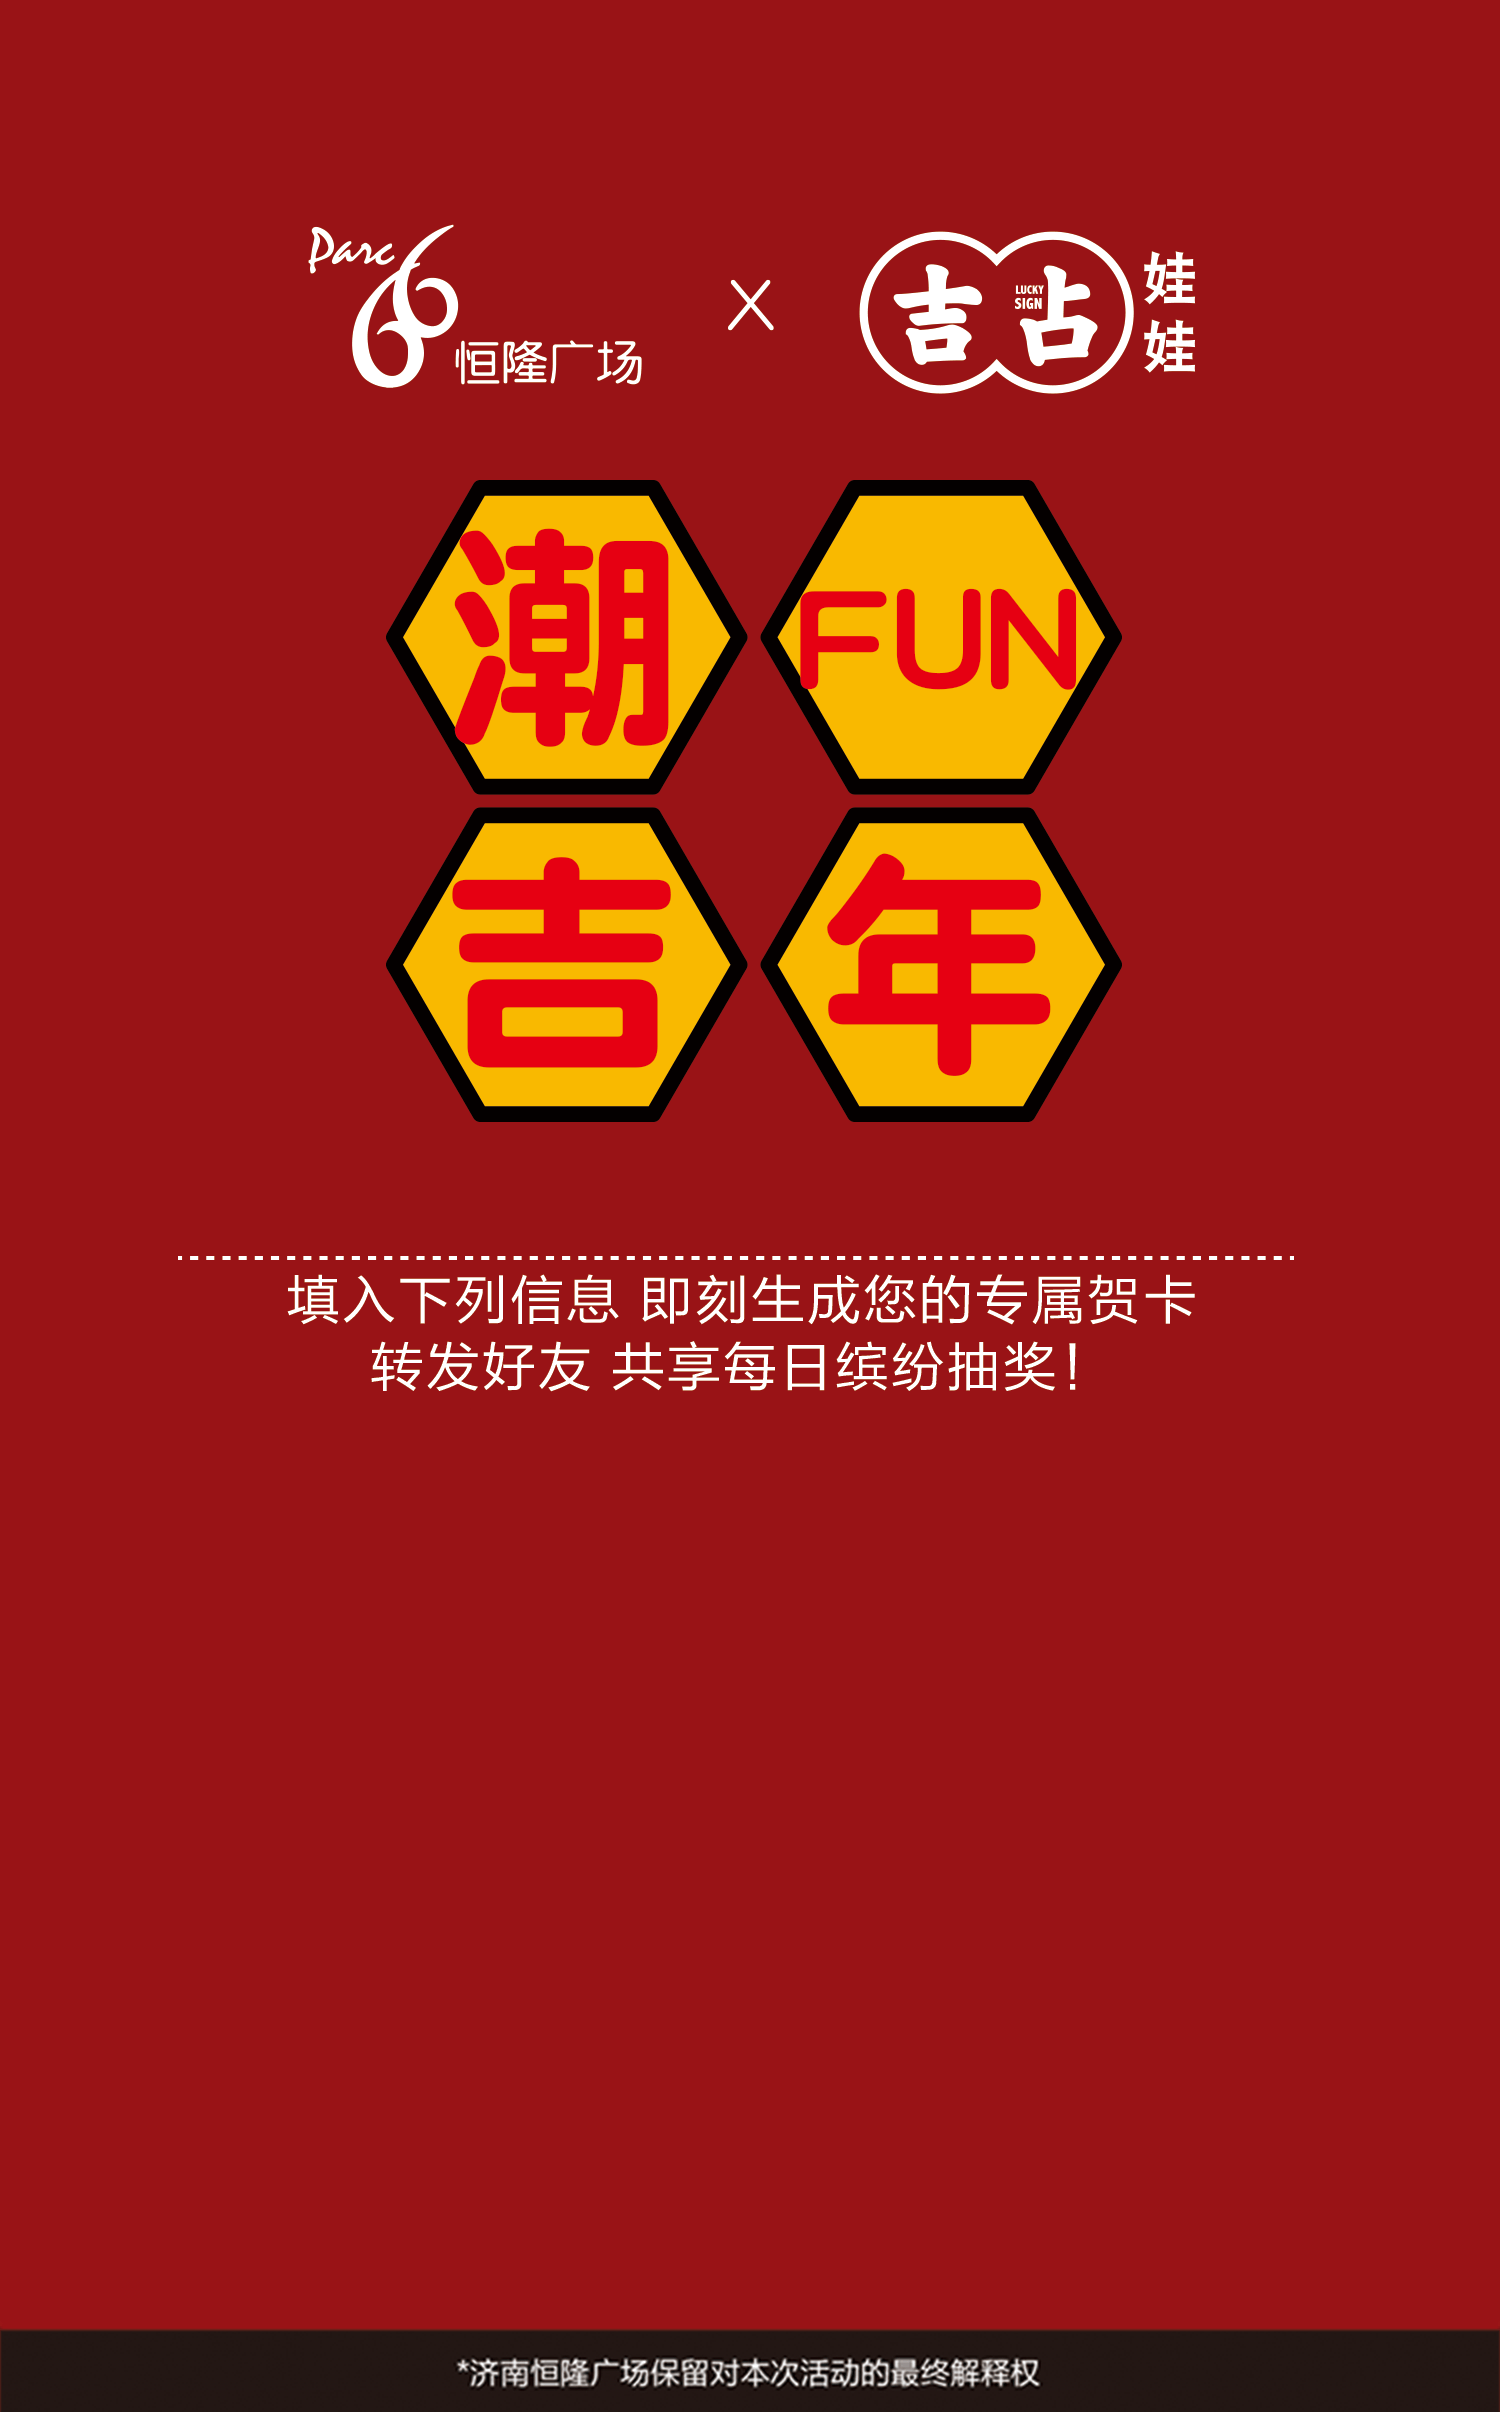 Parc
66
恒隆广场
×
吉占
LUCKY
SIGN
娃娃
潮FUN
吉年
填入下列信息 即刻生成您的专属贺卡
转发好友 共享每日缤纷抽奖！
*济南恒隆广场保留对本次活动的最终解释权